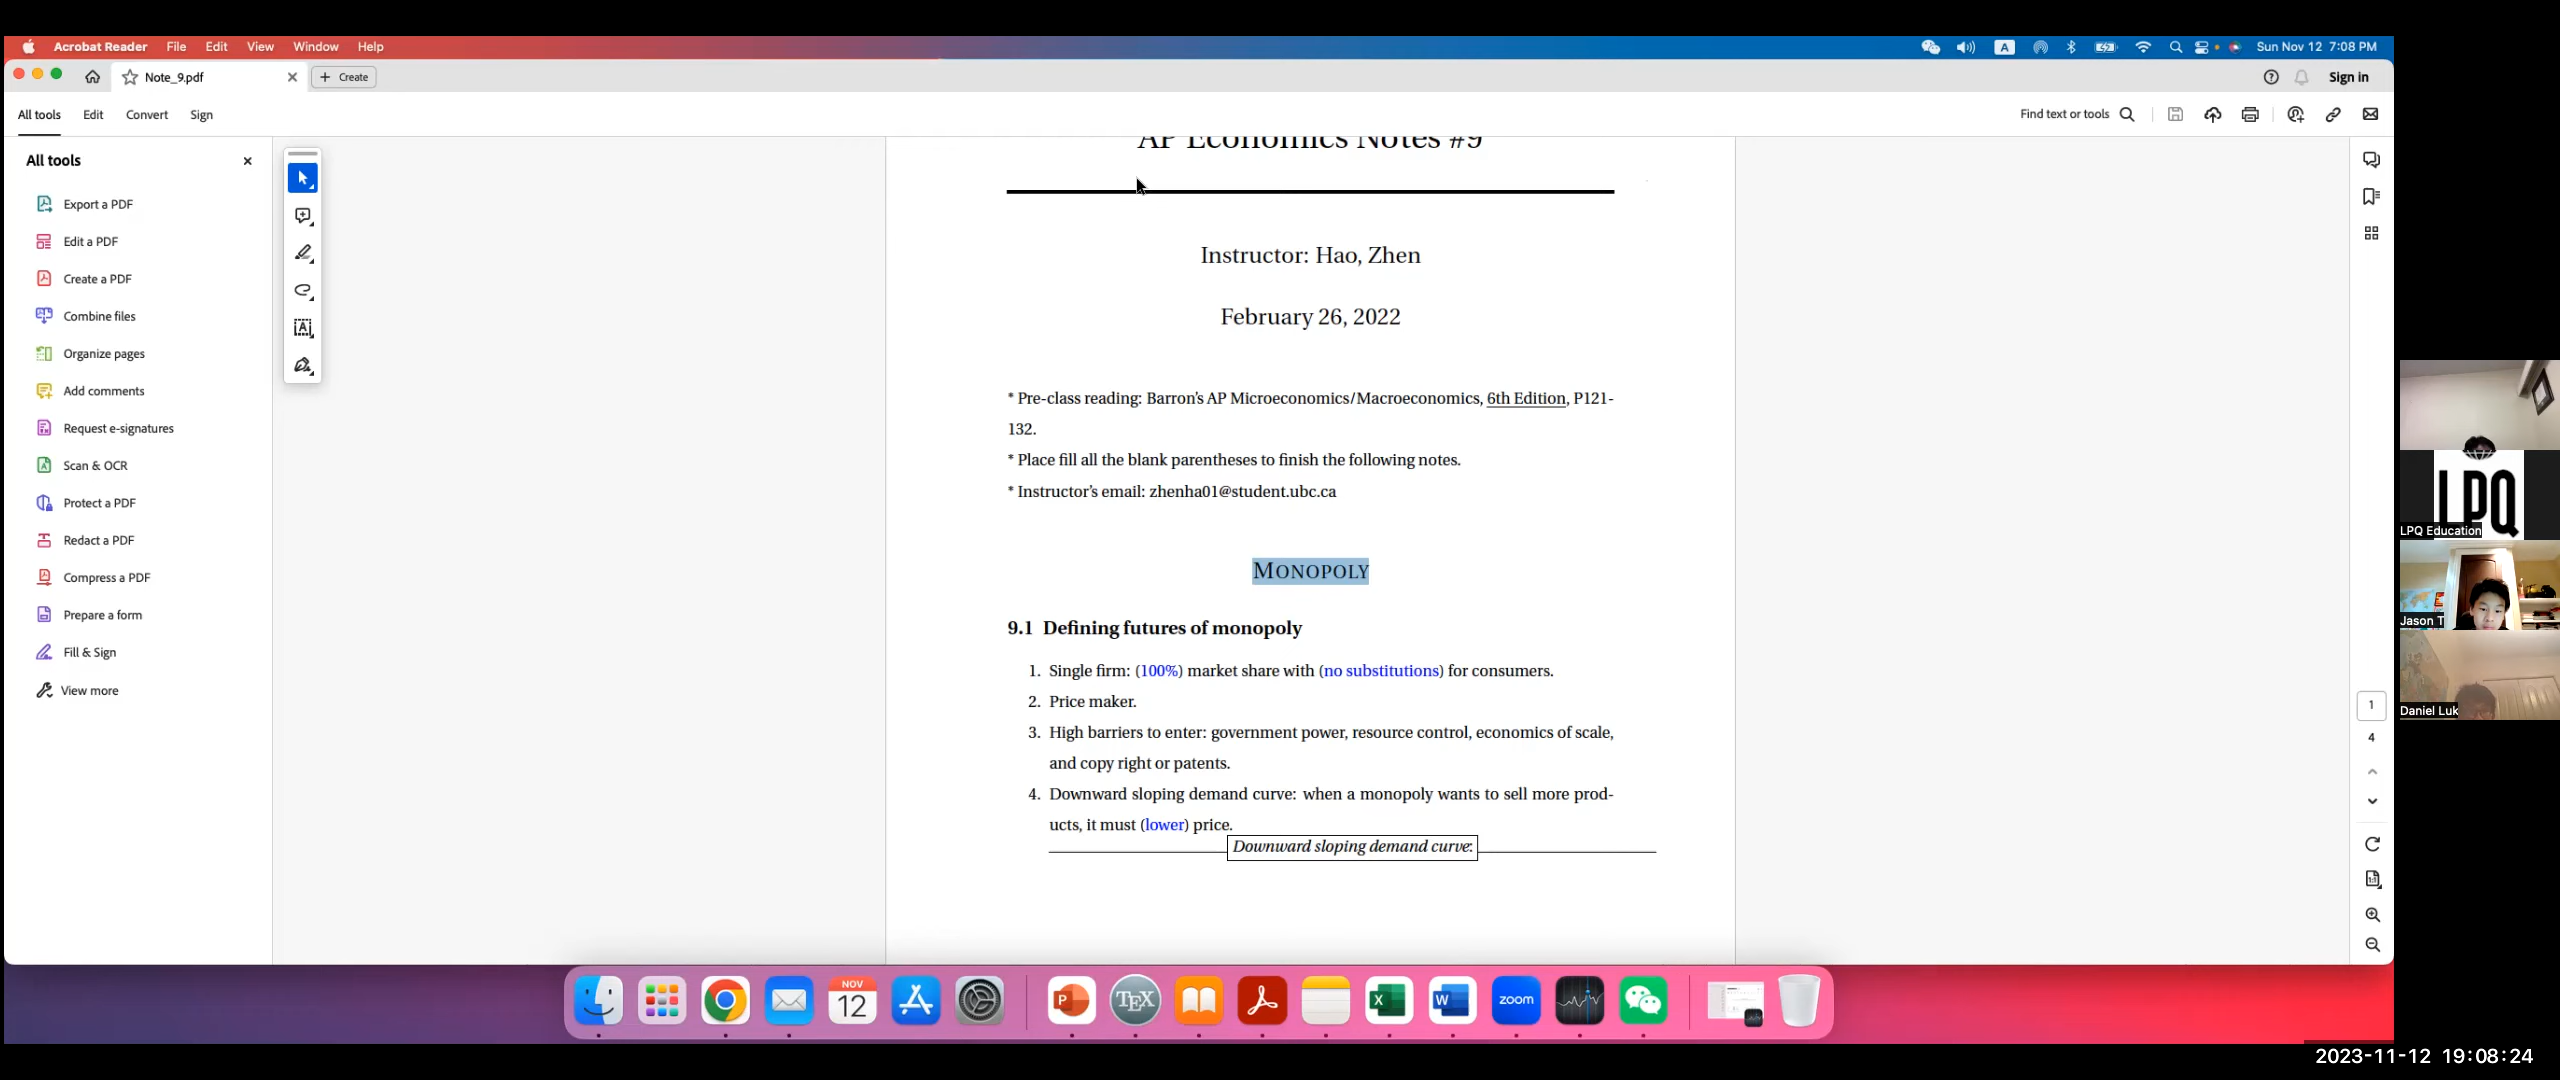 Acrobat Reader File Edit View Window Help
A Sun Nov 12 7:08 PM
Note_9.pdf
Create
Sign in
All tools Edit Convert Sign
Find text or tools
All tools
Export a PDF
Edit a PDF
Create a PDF
Combine files
Organize pages
Add comments
Request e-signatures
Scan & OCR
Protect a PDF
Redact a PDF
Compress a PDF
Prepare a form
Fill & Sign
View more
AP Economics Notes #9
Instructor: Hao, Zhen
February 26, 2022
* Pre-class reading: Barron's AP Microeconomics/Macroeconomics, 6th Edition, P121-
132.
* Place fill all the blank parentheses to finish the following notes.
* Instructor's email: zhenha01@student.ubc.ca
MONOPOLY
9.1 Defining futures of monopoly
1. Single firm: (100%) market share with (no substitutions) for consumers.
2. Price maker.
3. High barriers to enter: government power, resource control, economics of scale,
and copy right or patents.
4. Downward sloping demand curve: when a monopoly wants to sell more prod-
ucts, it must (lower) price.
Downward sloping demand curve:
1
4
LPQ
LPQ Education
Jason T
Daniel Luk
NOV
12
P
TEX
X
W
zoom
2023-11-12 19:08:24